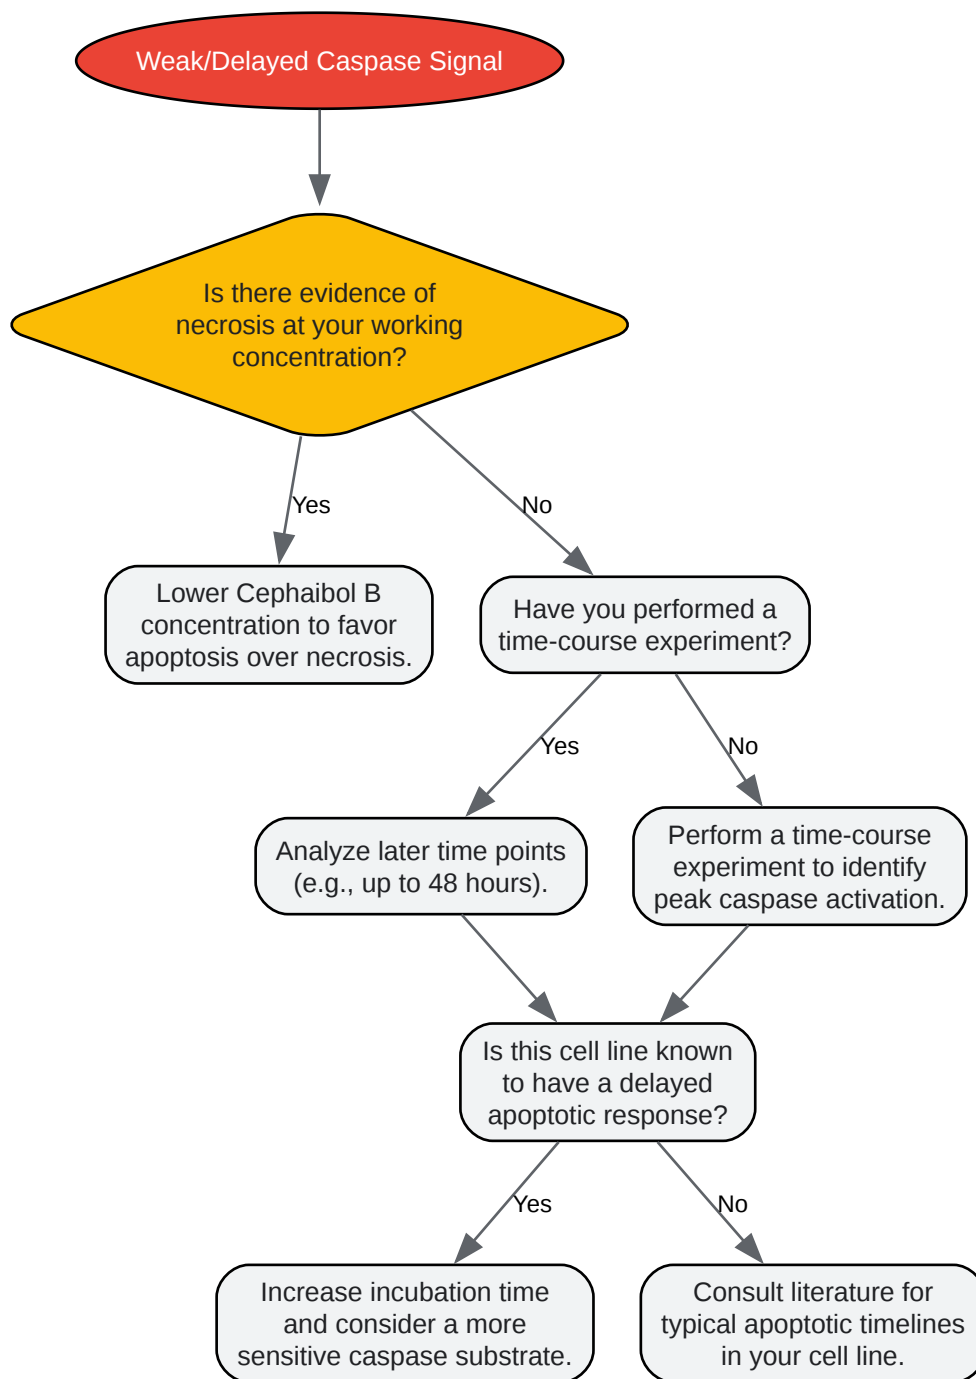 Weak/Delayed Caspase Signal
Is there evidence of
necrosis at your working
concentration?
Yes
No
Lower Cephaibol B
concentration to favor
apoptosis over necrosis.
Have you performed a
time-course experiment?
Yes
No
Analyze later time points
(e.g., up to 48 hours).
Perform a time-course
experiment to identify
peak caspase activation.
Is this cell line known
to have a delayed
apoptotic response?
Yes
No
Increase incubation time
and consider a more
sensitive caspase substrate.
Consult literature for
typical apoptotic timelines
in your cell line.